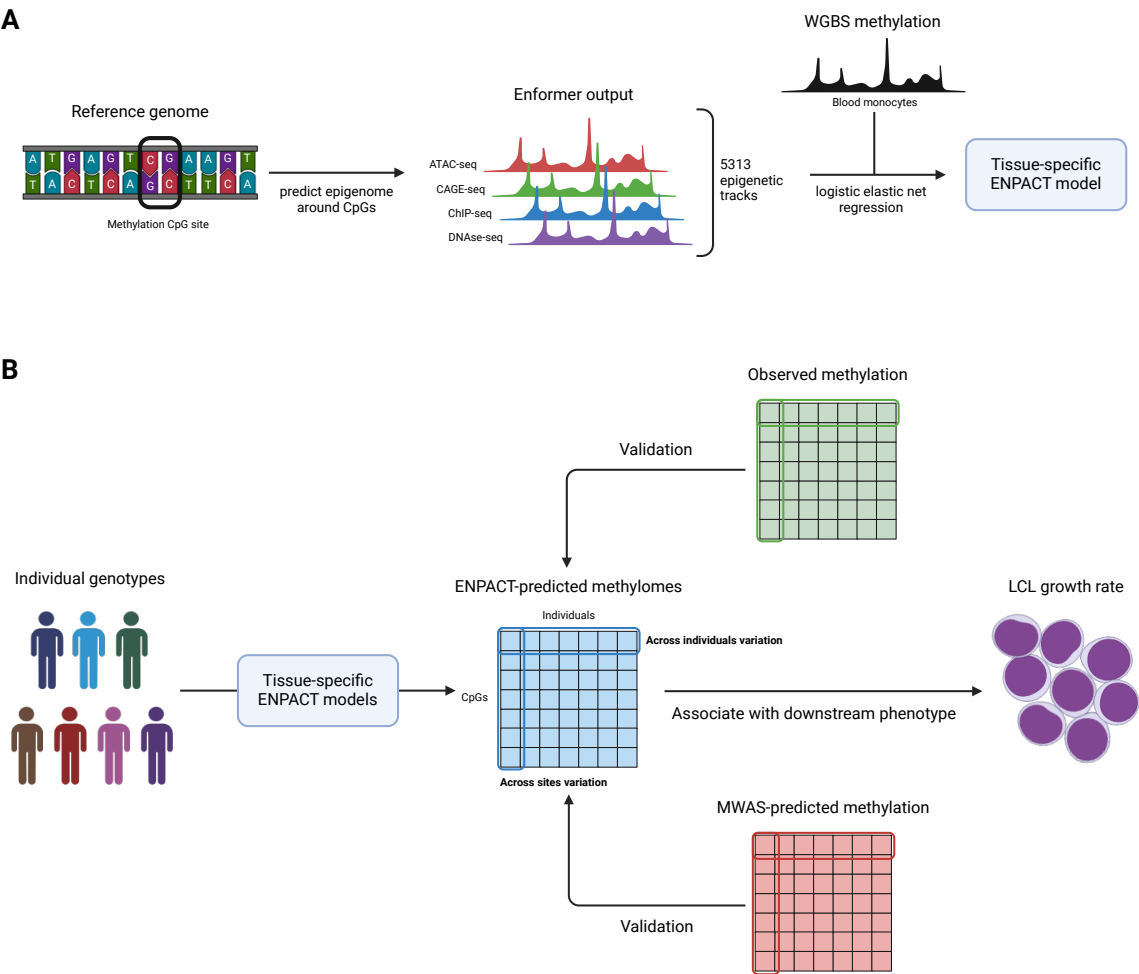 A
WGBS methylation
Blood monocytes
Reference genome
A T G A G T C G A A G T
T A C T C A G C T T C A
Methylation CpG site
predict epigenome
around CpGs
Enformer output
ATAC-seq
CAGE-seq
ChIP-seq
DNAse-seq
5313
epigenetic
tracks
logistic elastic net
regression
Tissue-specific
ENPACT model
B
Observed methylation
Validation
Individual genotypes
Tissue-specific
ENPACT models
ENPACT-predicted methylomes
Individuals
Across individuals variation
CpGs
Across sites variation
Associate with downstream phenotype
LCL growth rate
MWAS-predicted methylation
Validation